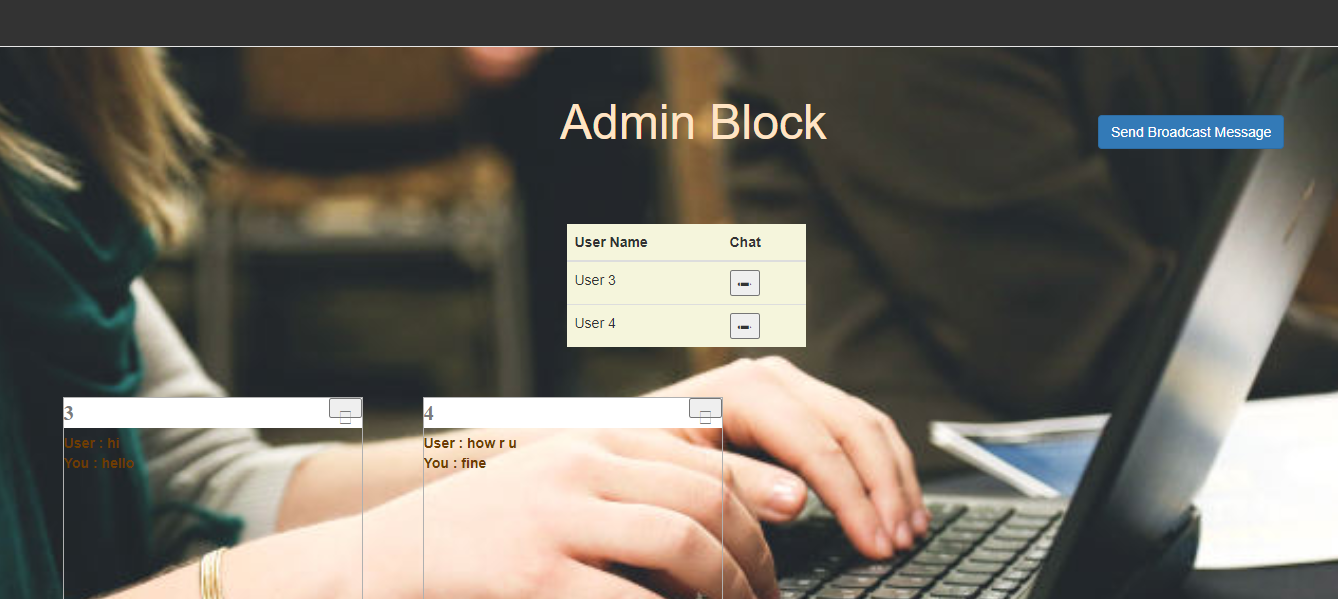 Admin Block
Send Broadcast Message
User Name Chat
User 3
User 4
3
User : hi
You : hello
4
User : how r u
You : fine